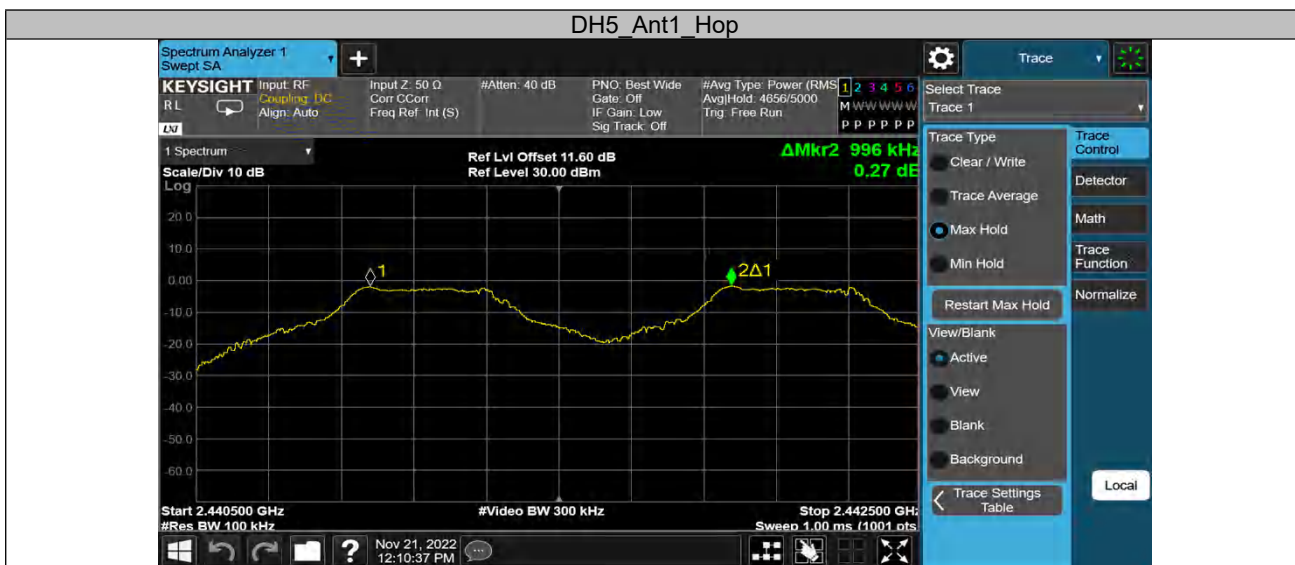 DH5_Ant1_Hop
Spectrum Analyzer 1
Swept SA
+
Trace
KEYSIGHT
RL
LXI
Input: RF
Coupling: DC
Align: Auto
Input Z: 50 Ω
Corr CCorr
Freq Ref: Int (S)
#Atten: 40 dB
PNO: Best Wide
Gate: Off
IF Gain: Low
Sig Track: Off
#Avg Type: Power (RMS
Avg|Hold: 4656/5000
Trig: Free Run
1 2 3 4 5 6
M W W W W W
P P P P P P
Select Trace
Trace 1
1 Spectrum
Scale/Div 10 dB
Log
Ref Lvl Offset 11.60 dB
Ref Level 30.00 dBm
ΔMkr2 996 kHz
0.27 dB
20.0
10.0
0.00
-10.0
-20.0
-30.0
-40.0
-50.0
-60.0
1
2Δ1
Start 2.440500 GHz
#Res BW 100 kHz
#Video BW 300 kHz
Stop 2.442500 GHz
Sweep 1.00 ms (1001 pts
Trace Type
Clear / Write
Trace Average
Max Hold
Min Hold
Restart Max Hold
View/Blank
Active
View
Blank
Background
Trace Settings
Table
Trace
Control
Detector
Math
Trace
Function
Normalize
Local
?
Nov 21, 2022
12:10:37 PM